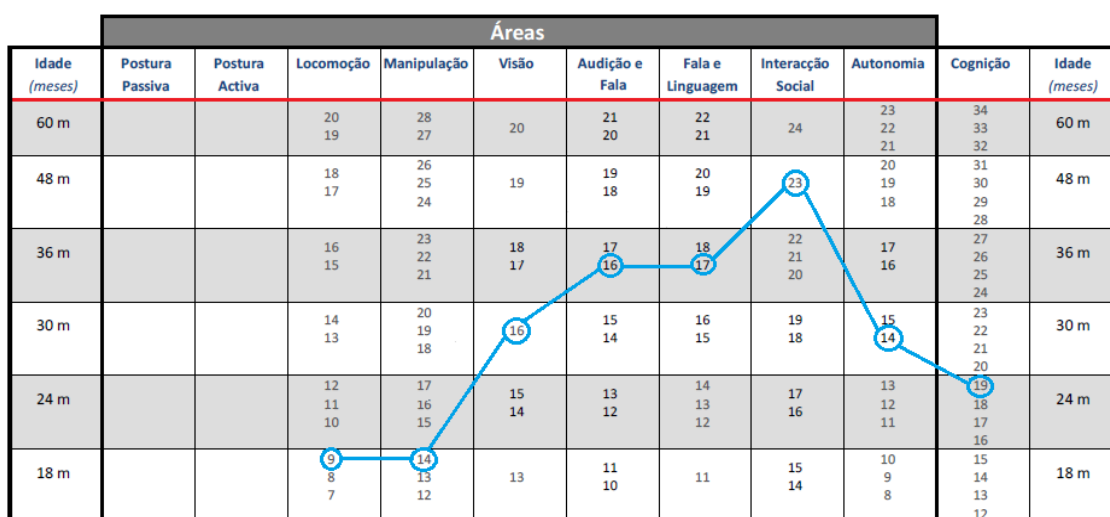 Áreas
Idade (meses) Postura Passiva Postura Activa Locomoção Manipulação Visão Audição e Fala Fala e Linguagem Interacção Social Autonomia Cognição Idade (meses)
60 m 20 19 28 27 20 21 20 22 21 24 23 22 21 34 33 32 60 m
48 m 18 17 26 25 24 19 19 18 20 19 23 20 19 18 31 30 29 28 48 m
36 m 16 15 23 22 21 18 17 17 16 18 17 22 21 20 17 16 27 26 25 24 36 m
30 m 14 13 20 19 18 16 15 14 16 15 19 18 15 14 23 22 21 20 30 m
24 m 12 11 10 17 16 15 15 14 13 12 14 13 12 17 16 13 12 11 19 18 17 16 24 m
18 m 9 8 7 14 13 12 13 11 10 11 15 14 10 9 8 15 14 13 12 18 m